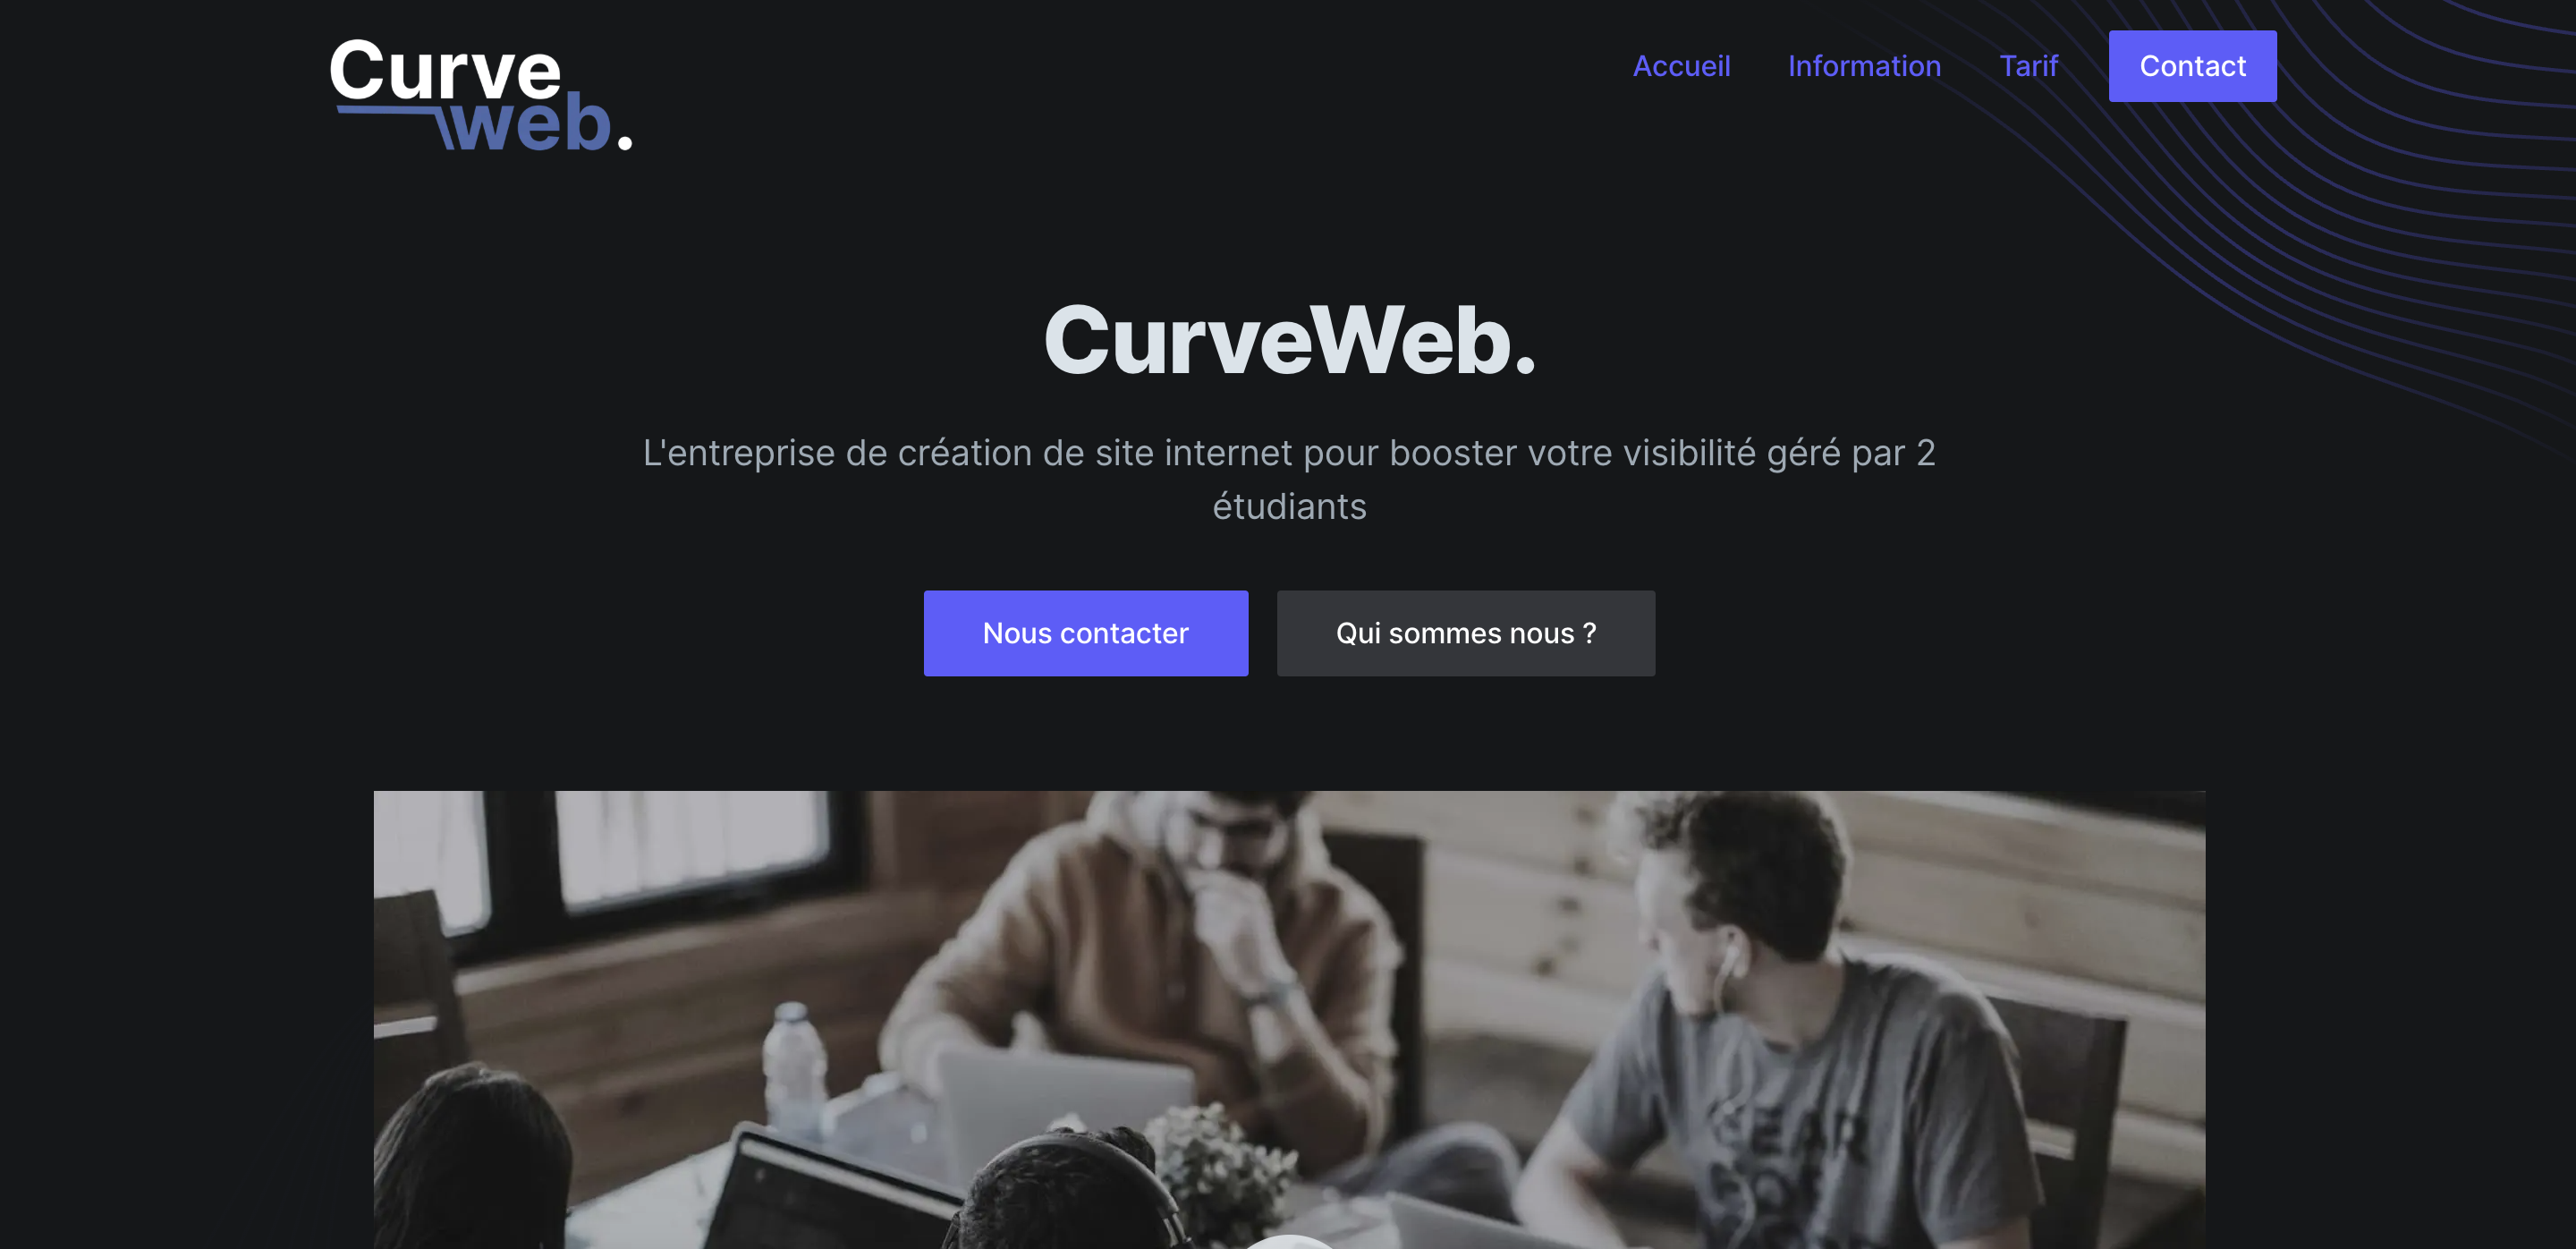 Curve
web.
Accueil
Information
Tarif
Contact
CurveWeb.
L'entreprise de création de site internet pour booster votre visibilité géré par 2
étudiants
Nous contacter
Qui sommes nous ?